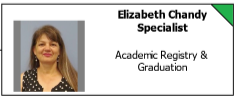 Elizabeth Chandy
Specialist
Academic Registry &
Graduation